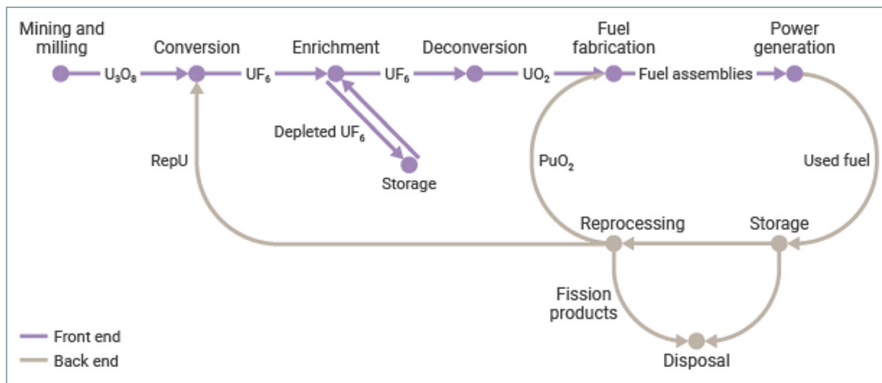 Mining and
milling
Conversion
Enrichment
Deconversion
Fuel
fabrication
Power
generation
U₃O₈
UF₆
UF₆
UO₂
Fuel assemblies
Depleted UF₆
Storage
RepU
PuO₂
Used fuel
Reprocessing
Storage
Fission
products
Disposal
Front end
Back end